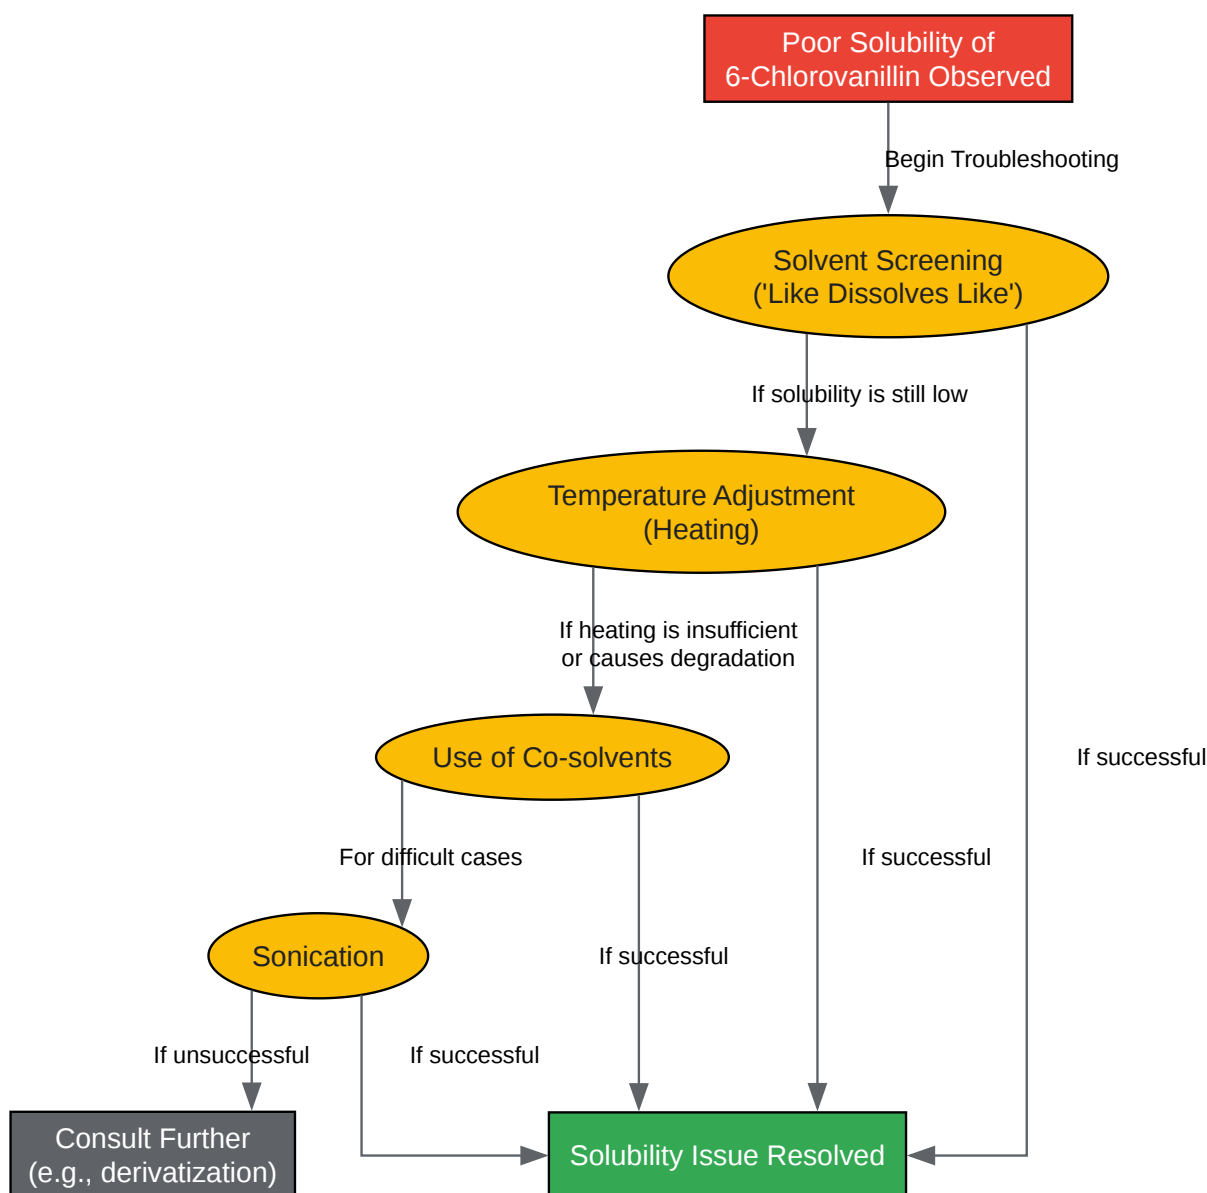 Poor Solubility of
6-Chlorovanillin Observed
Begin Troubleshooting
Solvent Screening
('Like Dissolves Like')
If solubility is still low
Temperature Adjustment
(Heating)
If heating is insufficient
or causes degradation
Use of Co-solvents
If successful
For difficult cases
If successful
Sonication
If successful
If unsuccessful
If successful
Consult Further
(e.g., derivatization)
Solubility Issue Resolved